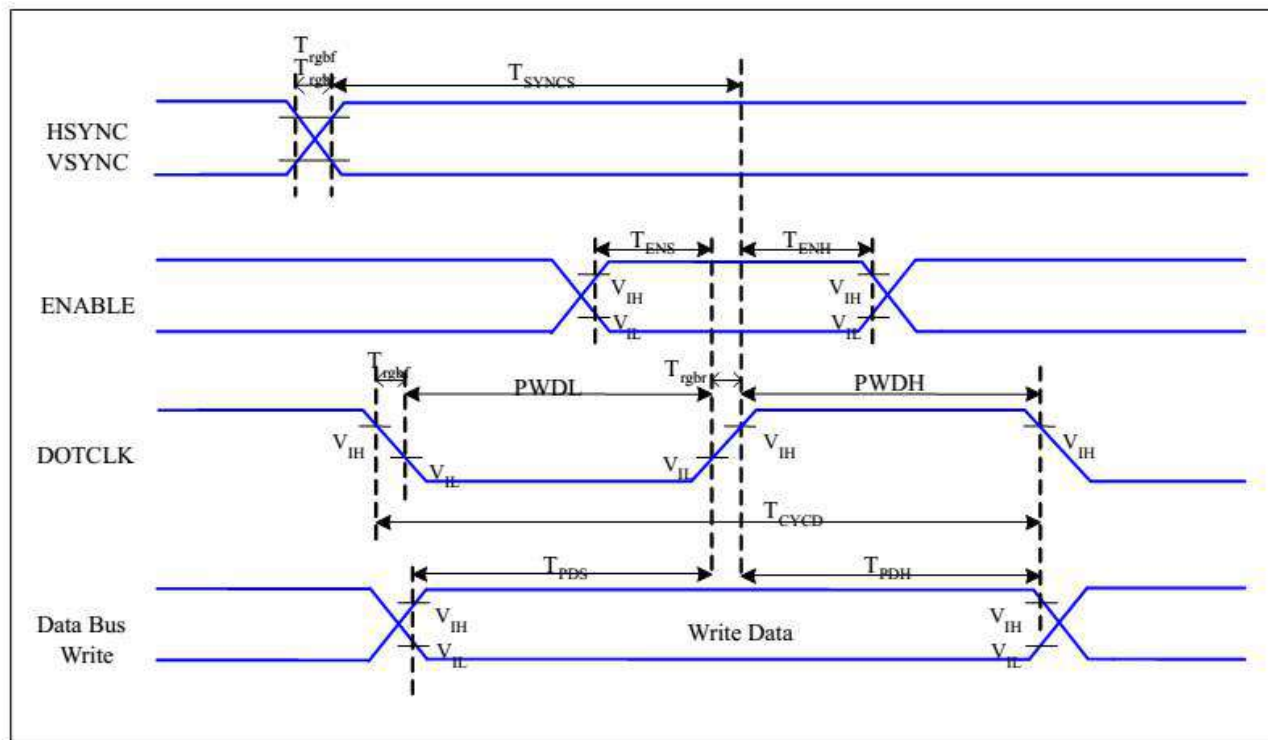 Trgbf
Trgbr
TSYNCS
HSYNC
VSYNC
TENS
TENH
ENABLE
VIH
VIH
VIL
VIL
Trgbf
PWDL
Trgbr
PWDH
DOTCLK
VIH
VIL
VIL
VIH
VIH
TCYCD
TPDS
TPDH
Data Bus
Write
VIH
Write Data
VIH
VIL
VIL